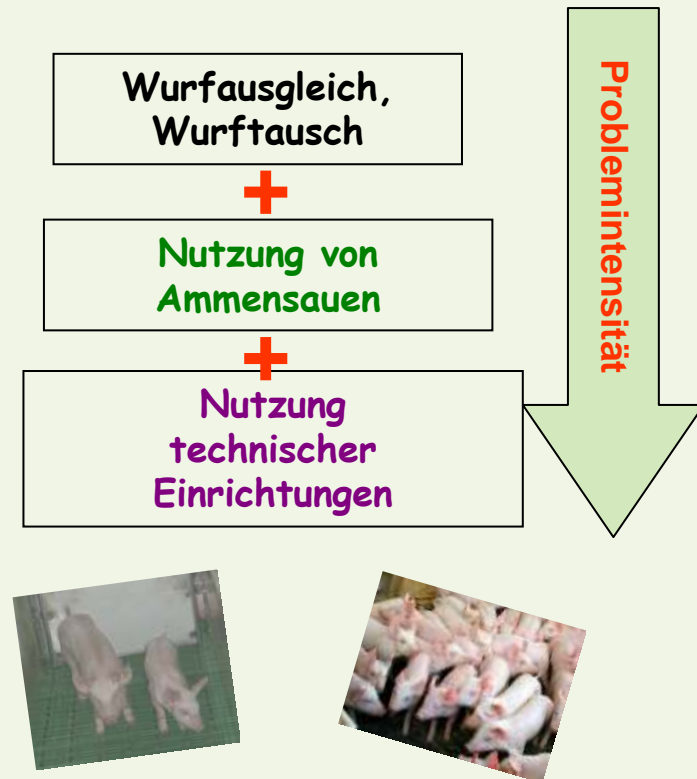 Wurfausgleich,
Wurftausch
+
Nutzung von
Ammensauen
+
Nutzung
technischer
Einrichtungen
Problemintensität